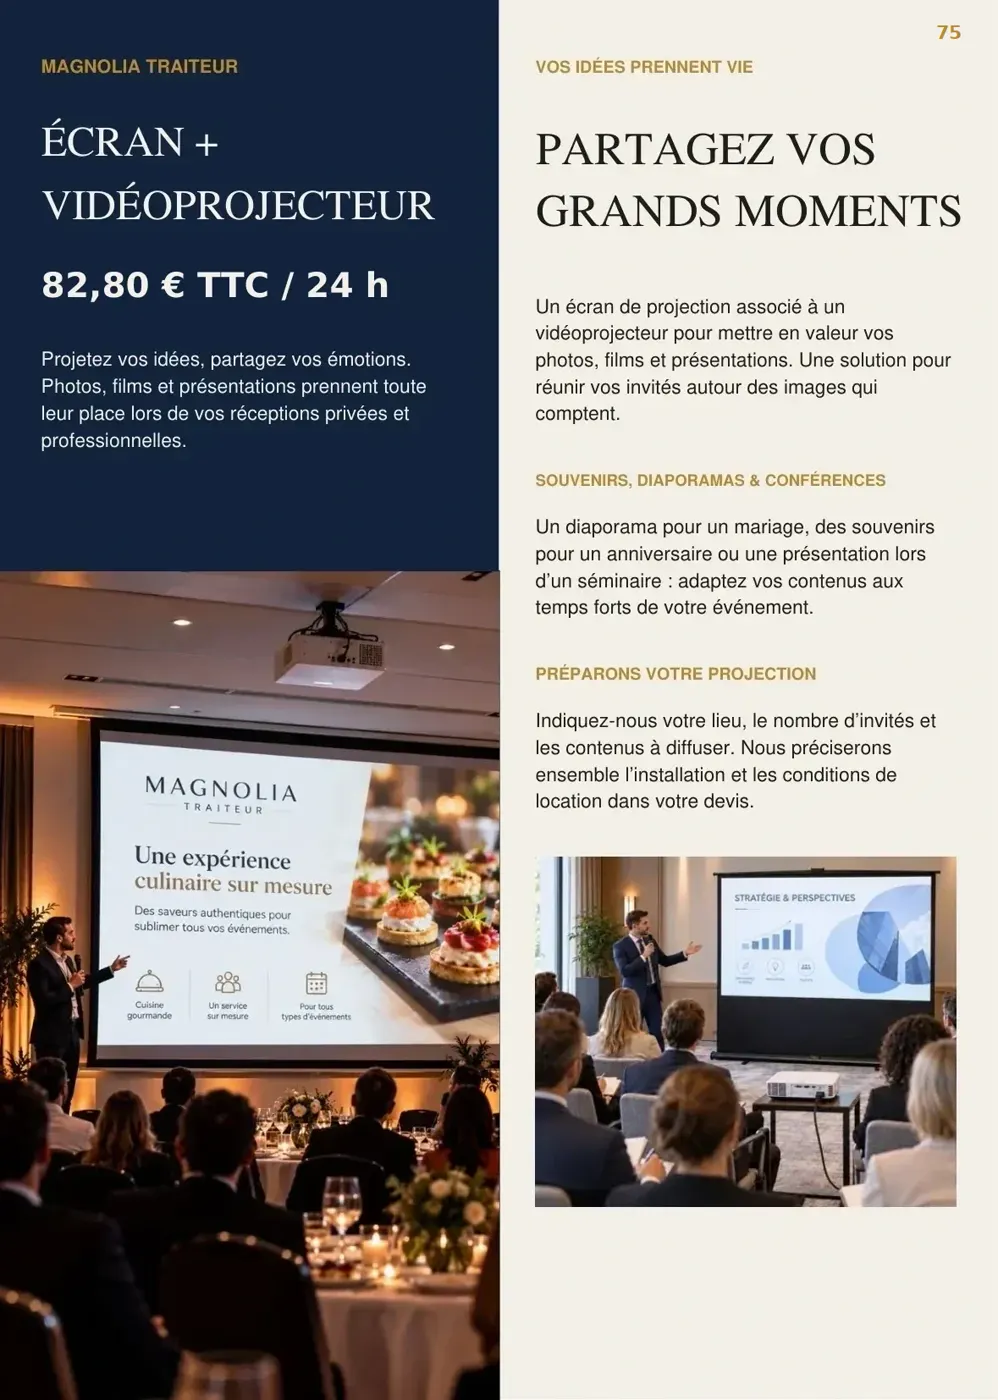 75
MAGNOLIA TRAITEUR
ÉCRAN +
VIDÉOPROJECTEUR
82,80 € TTC / 24 h
Projetez vos idées, partagez vos émotions.
Photos, films et présentations prennent toute
leur place lors de vos réceptions privées et
professionnelles.
MAGNOLIA
TRAITEUR
Une expérience
culinaire sur mesure
Des saveurs authentiques pour
sublimer tous vos événements.
Cuisine
gourmande
Un service
sur mesure
Pour tous
types d'événements
VOS IDÉES PRENNENT VIE
PARTAGEZ VOS
GRANDS MOMENTS
Un écran de projection associé à un
vidéoprojecteur pour mettre en valeur vos
photos, films et présentations. Une solution pour
réunir vos invités autour des images qui
comptent.
SOUVENIRS, DIAPORAMAS & CONFÉRENCES
Un diaporama pour un mariage, des souvenirs
pour un anniversaire ou une présentation lors
d’un séminaire : adaptez vos contenus aux
temps forts de votre événement.
PRÉPARONS VOTRE PROJECTION
Indiquez-nous votre lieu, le nombre d’invités et
les contenus à diffuser. Nous préciserons
ensemble l’installation et les conditions de
location dans votre devis.
STRATÉGIE & PERSPECTIVES